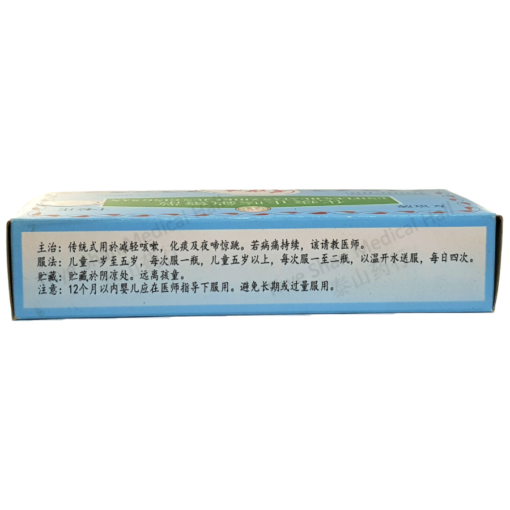 主治：传统式用於减轻咳嗽，化痰及夜啼惊跳。若病痛持续，该请教医师。
服法：儿童一岁至五岁，每次服一瓶，儿童五岁以上，每次服一至二瓶，以温开水送服，每日四次。
贮藏：贮藏於阴凉处。远离孩童。
注意：12个月以内婴儿应在医师指导下服用。避免长期或过量服用。
泰山药行